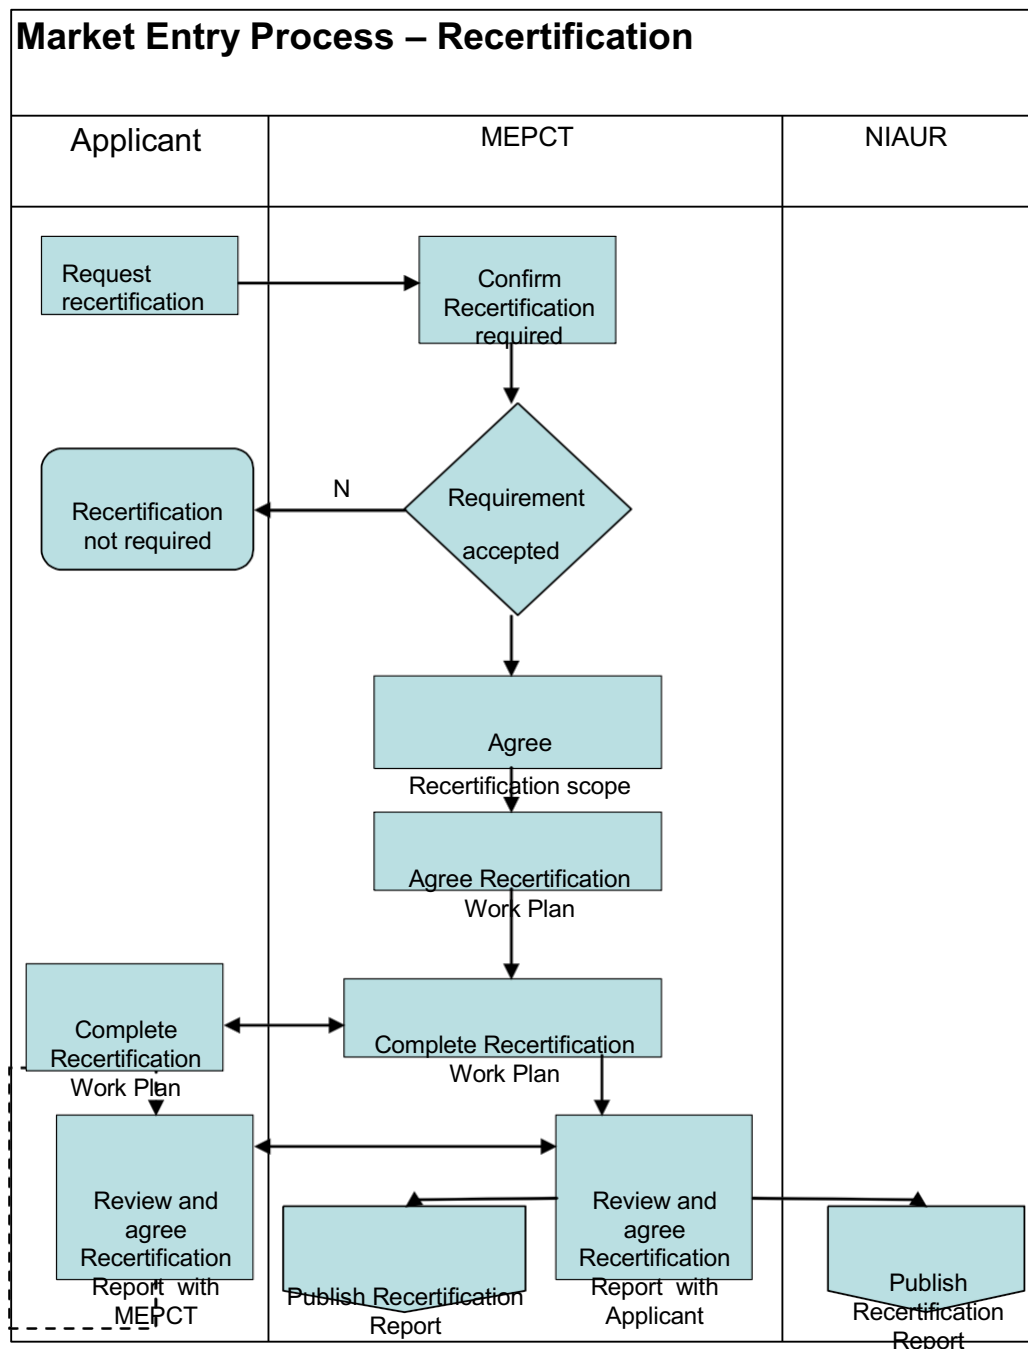 Market Entry Process – Recertification
Applicant
MEPCT
NIAUR
Request
recertification
Confirm
Recertification
required
Requirement
accepted
N
Recertification
not required
Agree
Recertification scope
Agree Recertification
Work Plan
Complete
Recertification
Work Plan
Complete Recertification
Work Plan
Review and
agree
Recertification
Report with
MEPCT
Publish Recertification
Report
Review and
agree
Recertification
Report with
Applicant
Publish
Recertification
Report